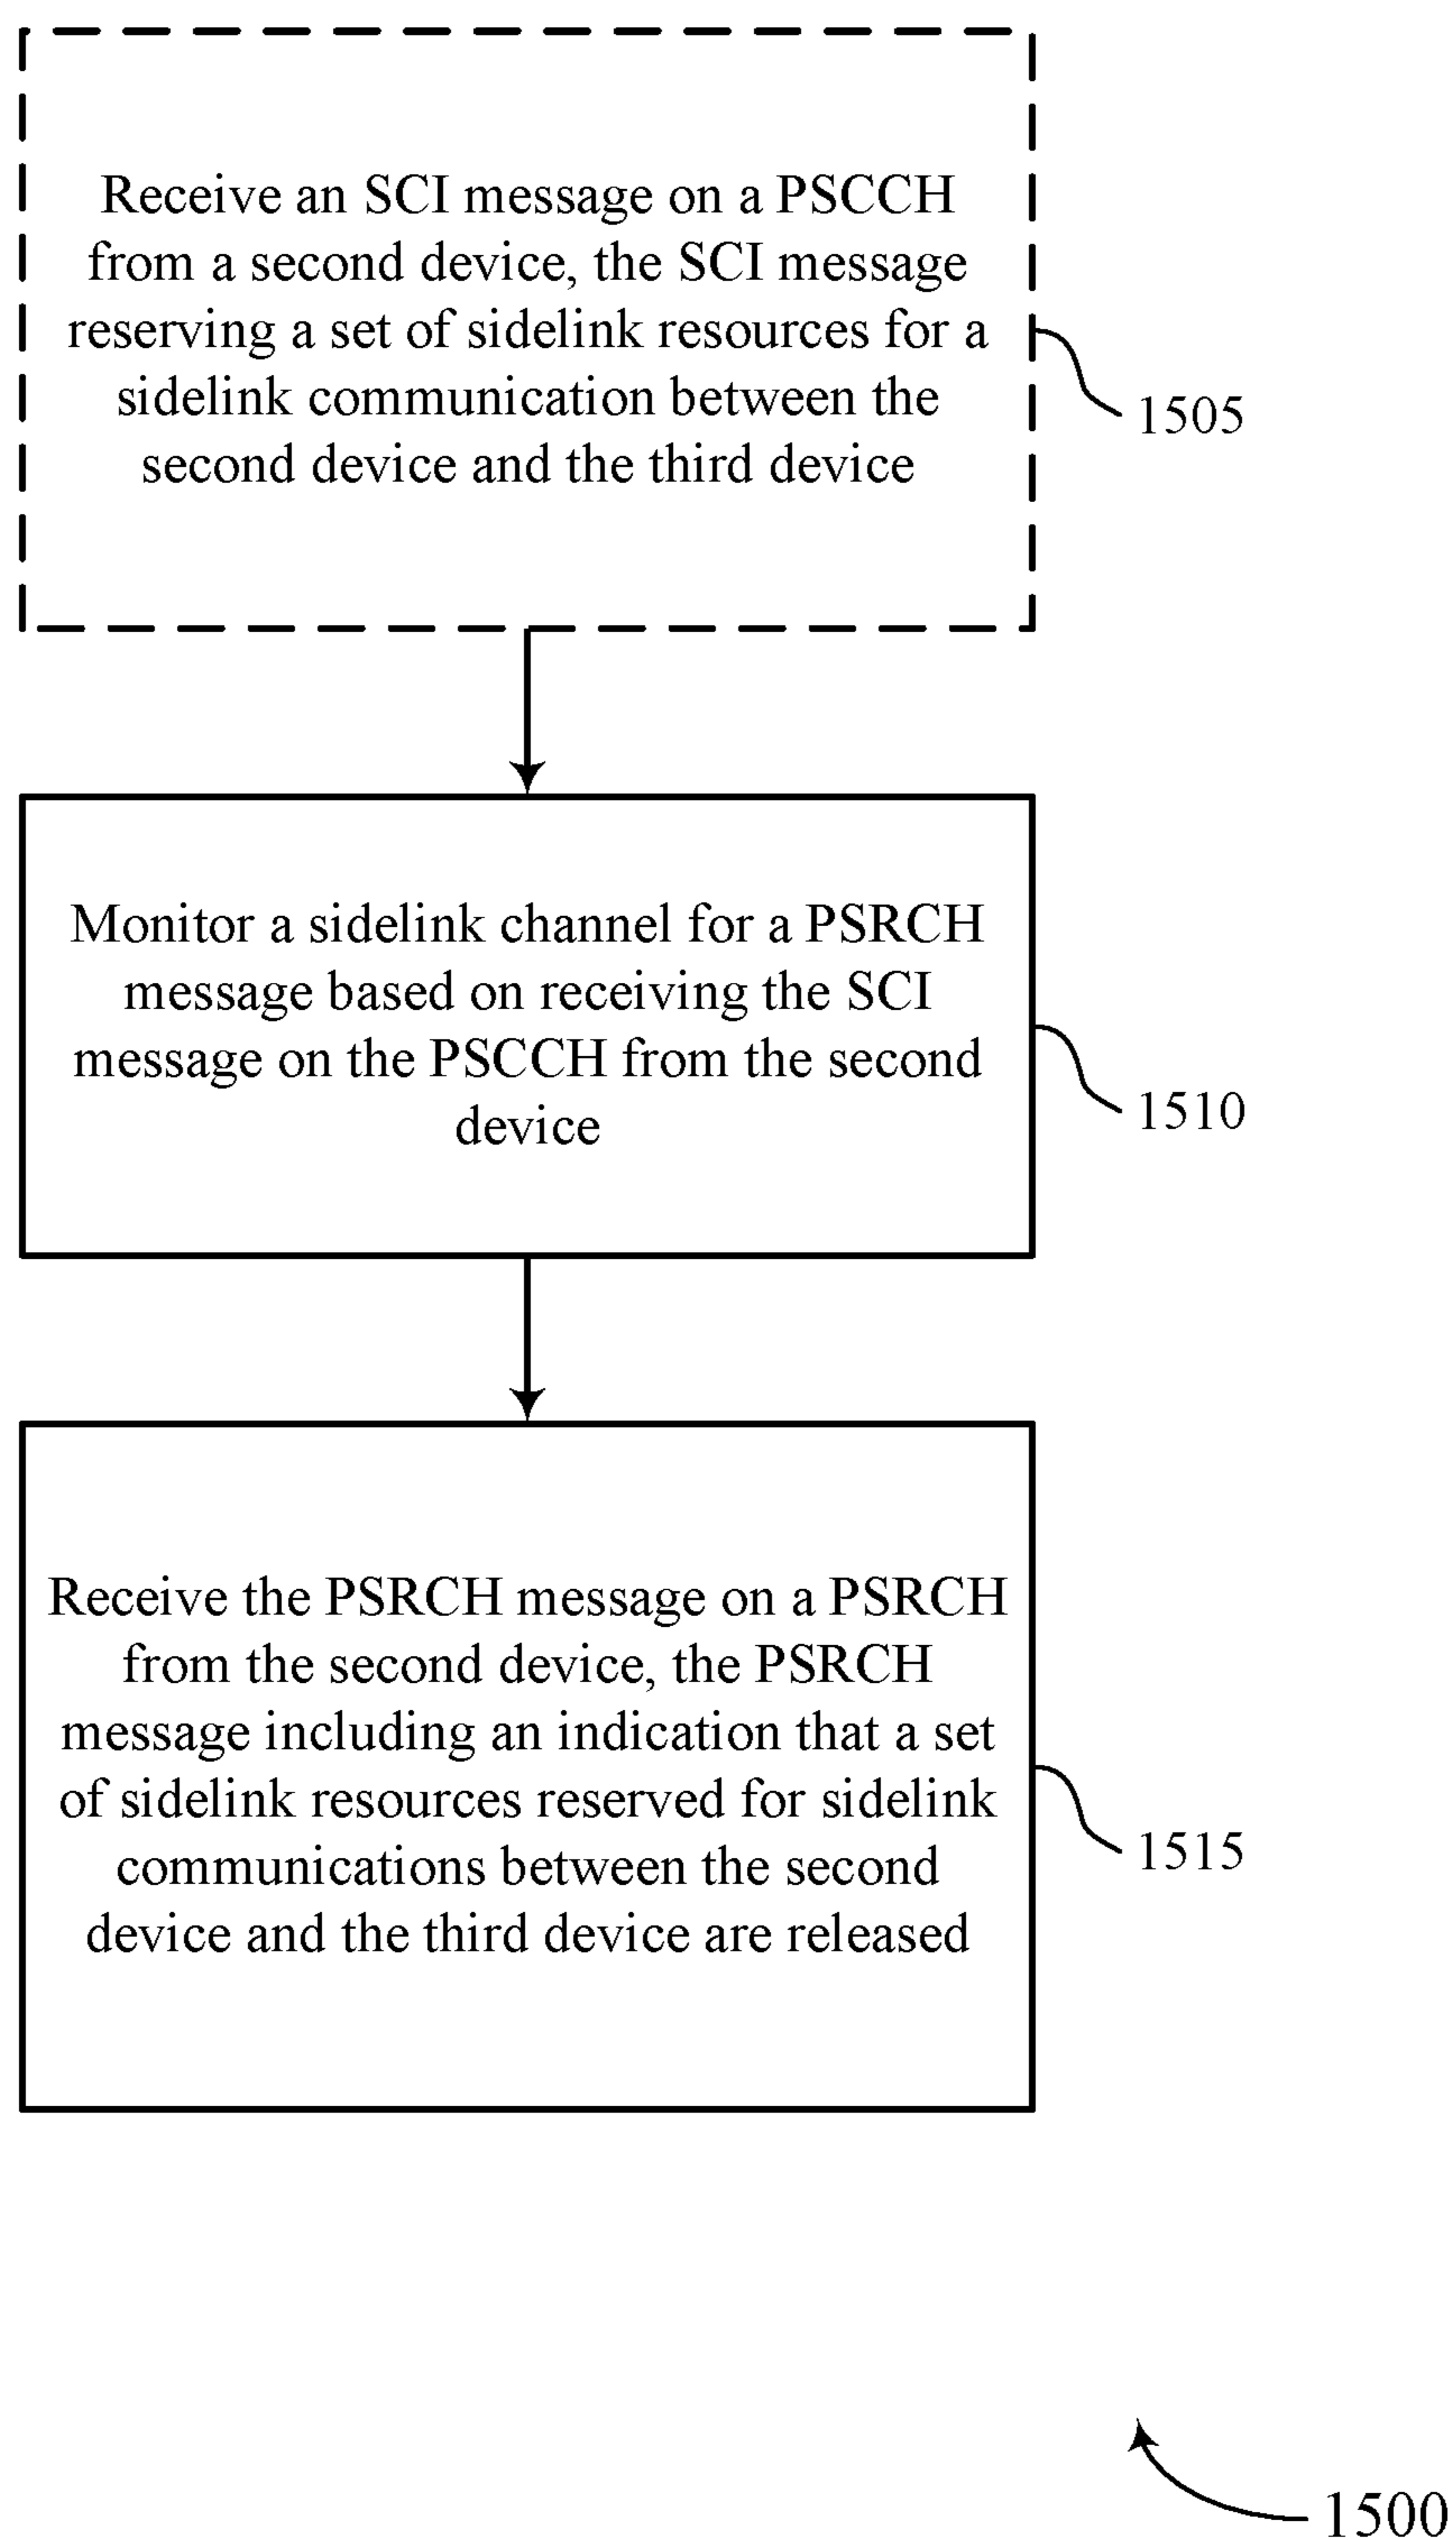 Receive an SCI message on a PSCCH
from a second device, the SCI message
reserving a set of sidelink resources for a
sidelink communication between the
second device and the third device
1505
Monitor a sidelink channel for a PSRCH
message based on receiving the SCI
message on the PSCCH from the second
device
1510
Receive the PSRCH message on a PSRCH
from the second device, the PSRCH
message including an indication that a set
of sidelink resources reserved for sidelink
communications between the second
device and the third device are released
1515
1500